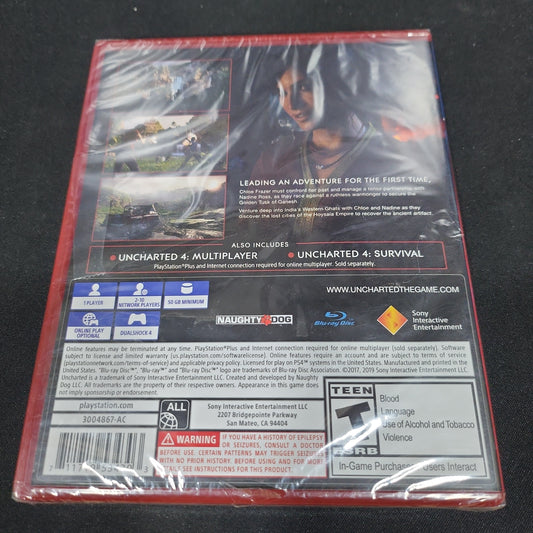 LEADING AN ADVENTURE FOR THE FIRST TIME,
Chloe Frazer must confront her past and manage a tense partnership with
Nadine Ross, as they race against a ruthless warmonger to secure the
Golden Tusk of Ganesh.
Venture deep into India's Western Ghats with Chloe and Nadine as they
discover the lost cities of the Hoysala Empire to recover the ancient artifact.
ALSO INCLUDES
UNCHARTED 4: MULTIPLAYER
UNCHARTED 4: SURVIVAL
PlayStation®Plus and Internet connection required for online multiplayer. Sold separately.
1 PLAYER
2-10
NETWORK PLAYERS
50 GB MINIMUM
ONLINE PLAY
OPTIONAL
DUALSHOCK 4
WWW.UNCHARTEDTHEGAME.COM
NAUGHTY DOG
Blu-ray Disc
Sony
Interactive
Entertainment
Online features may be terminated at any time. PlayStation®Plus and Internet connection required for online multiplayer (sold separately). Software
subject to license and limited warranty (us.playstation.com/softwarelicense). Online features require an account and are subject to terms of service
(playstationnetwork.com/terms-of-service) and applicable privacy policy. License for play on PS4™ systems in the United States. Manufactured and printed in the
United States. "Blu-ray Disc™", "Blu-ray™" and "Blu-ray Disc" logo are trademarks of Blu-ray Disc Association. ©2017, 2019 Sony Interactive Entertainment LLC.
Uncharted is a trademark of Sony Interactive Entertainment LLC. Created and developed by Naughty
Dog LLC. All trademarks are the property of their respective owners. Appearance in this game does
not imply sponsorship or endorsement.
playstation.com
3004867-AC
ALL
Sony Interactive Entertainment LLC
2207 Bridgepointe Parkway
San Mateo, CA 94404
WARNING
IF YOU HAVE A HISTORY OF EPILEPSY
OR SEIZURES, CONSULT A DOCTOR
BEFORE USE. CERTAIN PATTERNS MAY TRIGGER SEIZURES
WITH NO PRIOR HISTORY. BEFORE USING AND FOR MORE
DETAILS SEE INSTRUCTIONS FOR THIS PRODUCT.
TEEN
T
ESRB
Blood
Language
Use of Alcohol and Tobacco
Violence
In-Game Purchases Users Interact